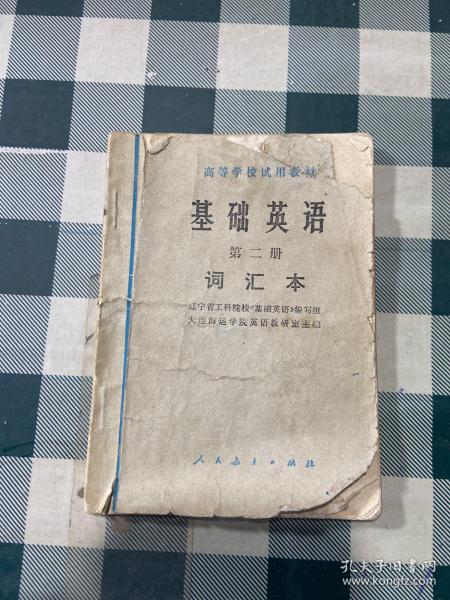 高等学校试用教材
基础英语
第二册
词汇本
辽宁省工科院校《基础英语》编写组
大连海运学院英语教研室主编
人民教育出版社
孔夫子旧书网
www.kongfz.com